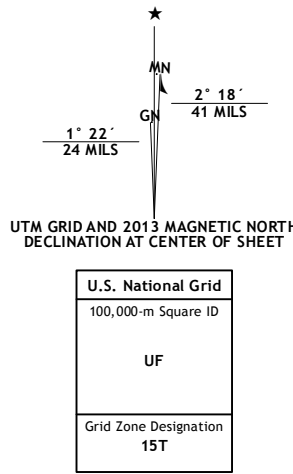 ★
MN
GN
2° 18´
41 MILS
1° 22´
24 MILS
UTM GRID AND 2013 MAGNETIC NORTH
DECLINATION AT CENTER OF SHEET
U.S. National Grid
100,000-m Square ID
UF
Grid Zone Designation
15T